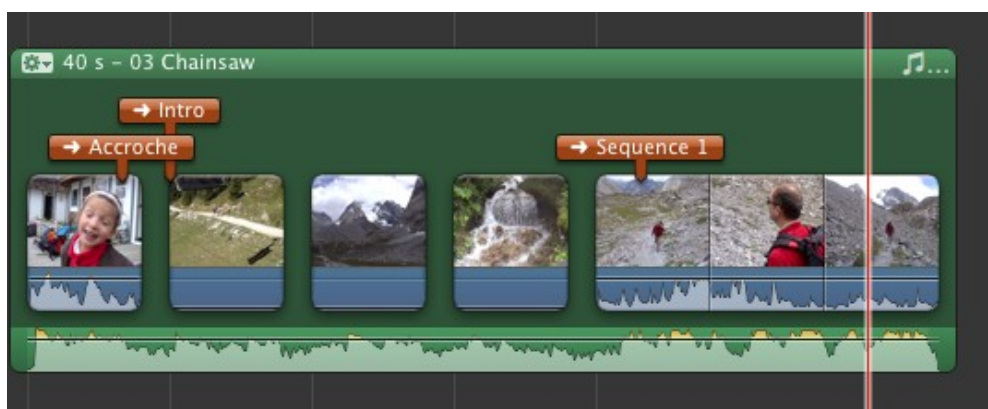 40 s – 03 Chainsaw
...
➜ Intro
➜ Accroche
➜ Sequence 1